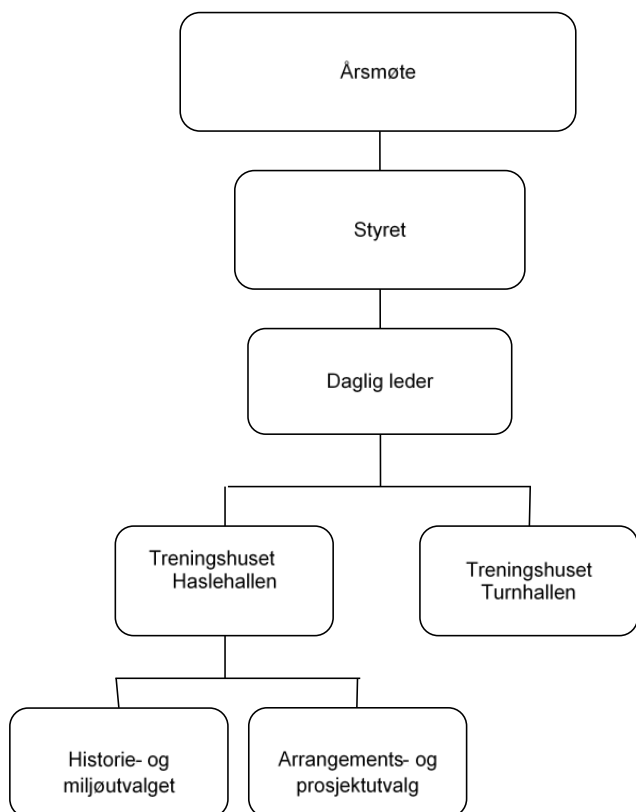 Årsmøte
Styret
Daglig leder
Treningshuset
Haslehallen
Treningshuset
Turnhallen
Historie- og
miljøutvalget
Arrangements- og
prosjektutvalg